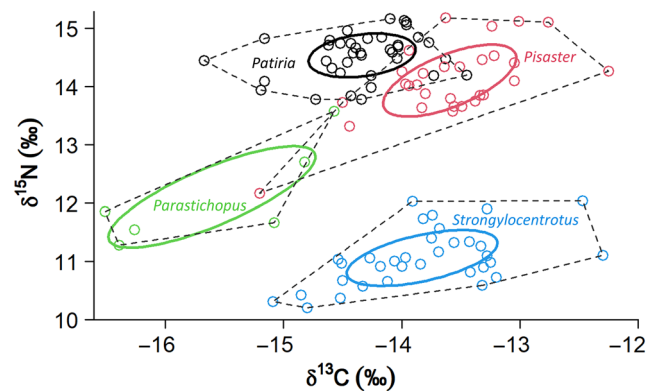 15
14
13
12
11
10
δ15N (‰)
Patiria
Pisaster
Parastichopus
Strongylocentrotus
−16 −15 −14 −13 −12
δ13C (‰)